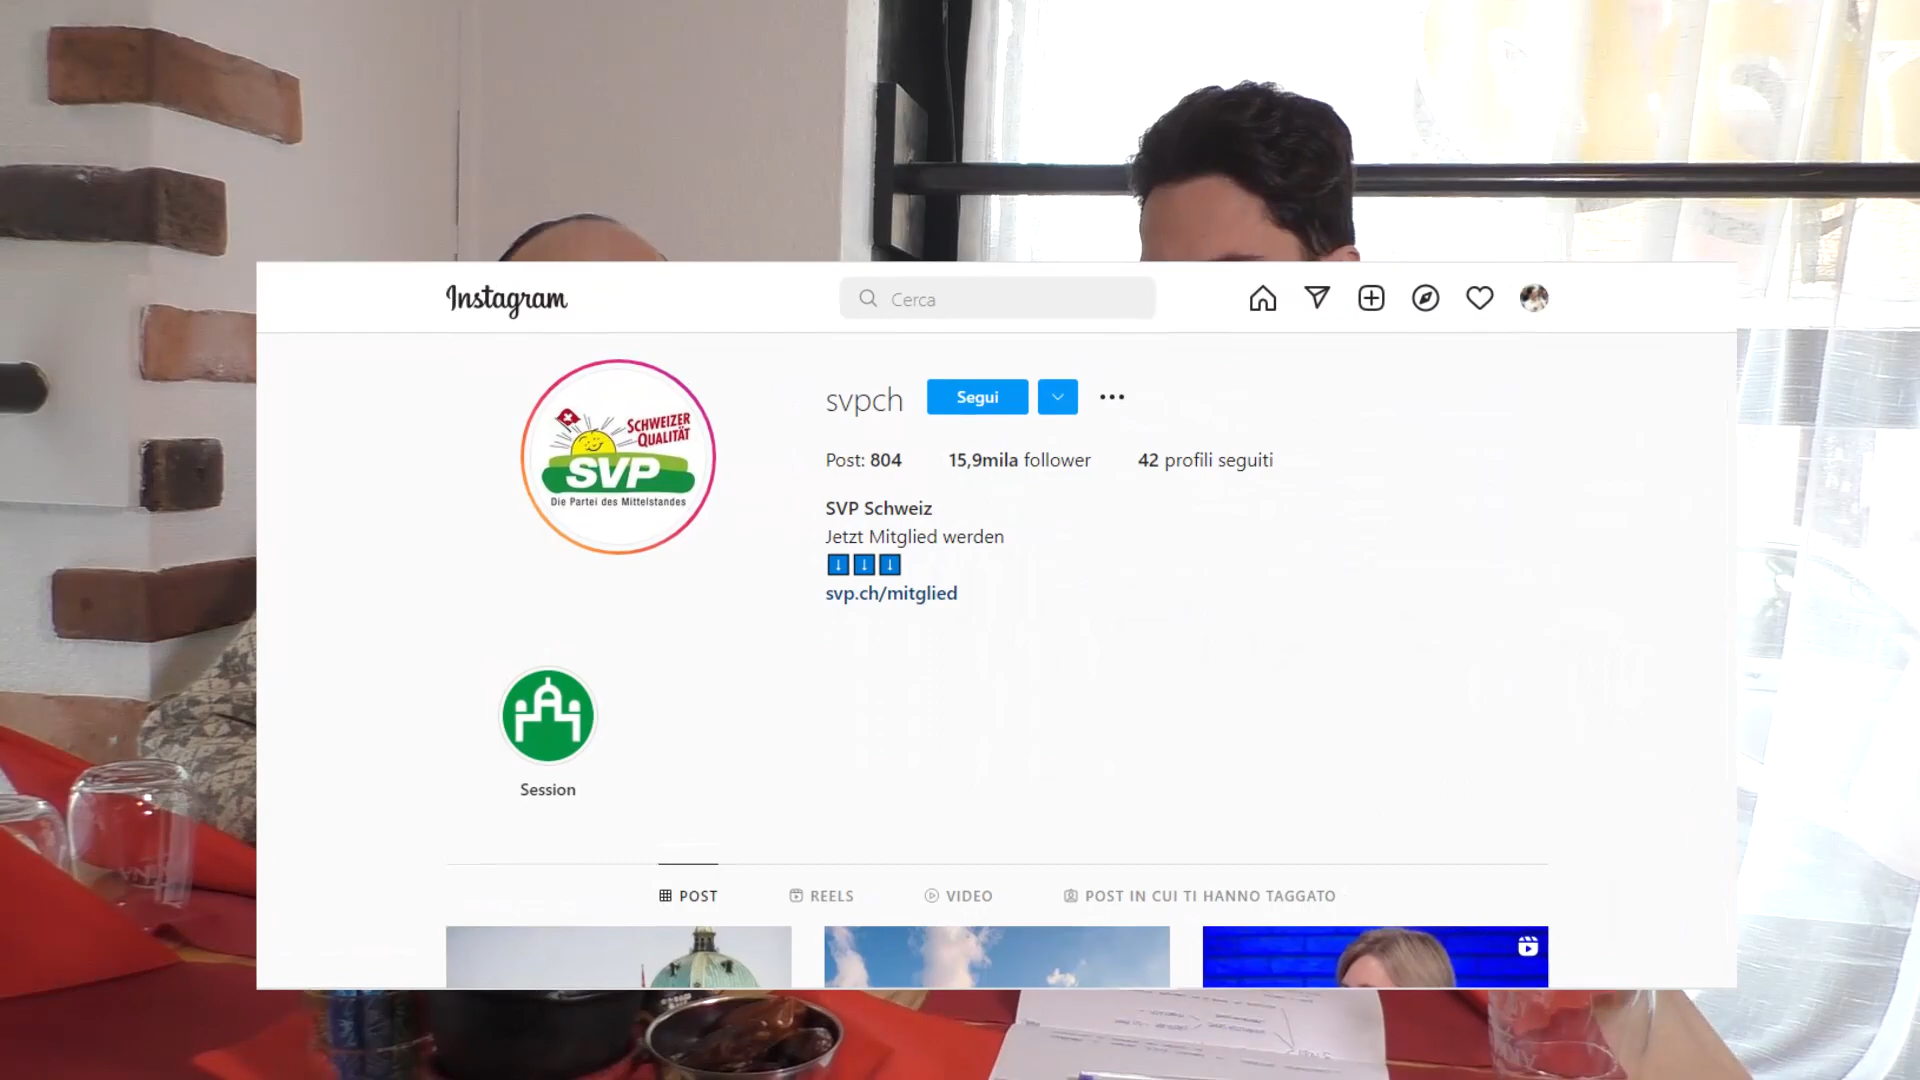 Instagram
Cerca
svpch
Segui
Post: 804
15,9mila follower
42 profili seguiti
SCHWEIZER
QUALITÄT
SVP
Die Partei des Mittelstandes
SVP Schweiz
Jetzt Mitglied werden
svp.ch/mitglied
Session
POST
REELS
VIDEO
POST IN CUI TI HANNO TAGGATO